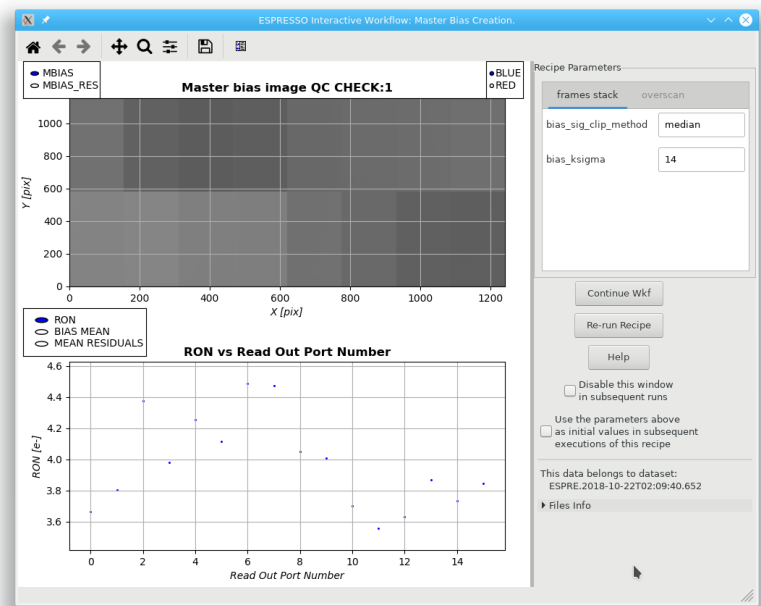 ESPRESSO Interactive Workflow: Master Bias Creation.
MBIAS
MBIAS_RES
Master bias image QC CHECK:1
BLUE
RED
Y [pix]
1000
800
600
400
200
0
0 200 400 600 800 1000 1200
X [pix]
RON
BIAS MEAN
MEAN RESIDUALS
RON vs Read Out Port Number
RON [e-]
4.6
4.4
4.2
4.0
3.8
3.6
0 2 4 6 8 10 12 14
Read Out Port Number
Recipe Parameters
frames stack overscan
bias_sig_clip_method median
bias_ksigma 14
Continue Wkf
Re-run Recipe
Help
Disable this window
in subsequent runs
Use the parameters above
as initial values in subsequent
executions of this recipe
This data belongs to dataset:
ESPRE.2018-10-22T02:09:40.652
Files Info